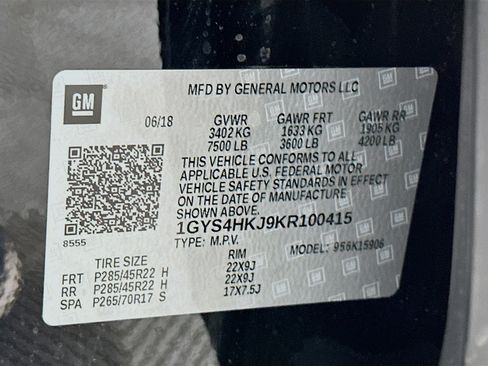 MFD BY GENERAL MOTORS LLC
GM
06/18 GVWR GAWR FRT GAWR RR
3402 KG 1633 KG 1905 KG
7500 LB 3600 LB 4200 LB
THIS VEHICLE CONFORMS TO ALL
APPLICABLE U.S. FEDERAL MOTOR
VEHICLE SAFETY STANDARDS IN EFFECT
ON THE DATE OF MANUFACTURE
SHOWN ABOVE.
1GYS4HKJ9KR100415
8555 TYPE: M.P.V. MODEL: 956K15906
TIRE SIZE RIM
FRT P285/45R22 H 22X9J
RR P285/45R22 H 22X9J
SPA P265/70R17 S 17X7.5J